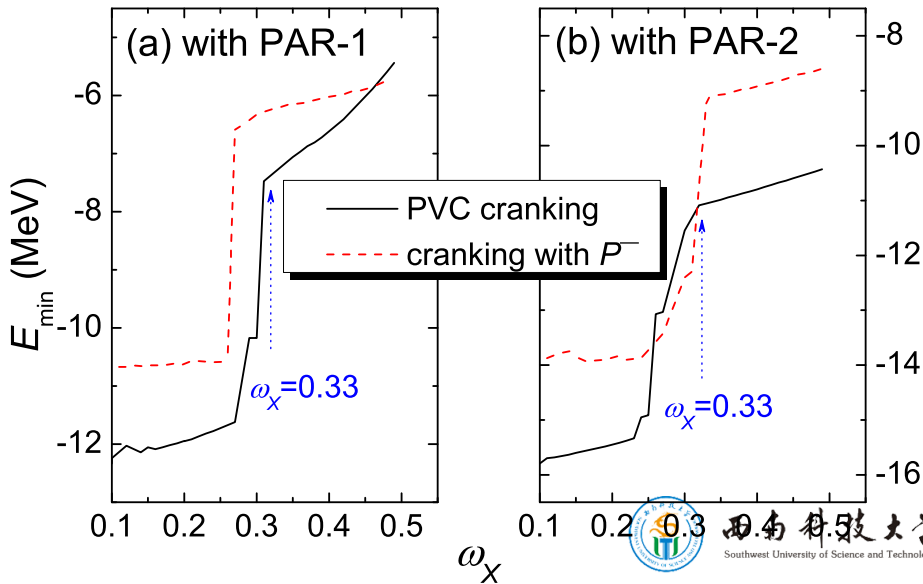 (a) with PAR-1
(b) with PAR-2
-6
-8
-10
-12
-8
-10
-12
-14
-16
E_min (MeV)
PVC cranking
cranking with P⁻
ω_X=0.33
ω_X=0.33
0.1 0.2 0.3 0.4 0.5
0.1 0.2 0.3 0.4 0.5
ω_X
西南科技大学
Southwest University of Science and Technolo